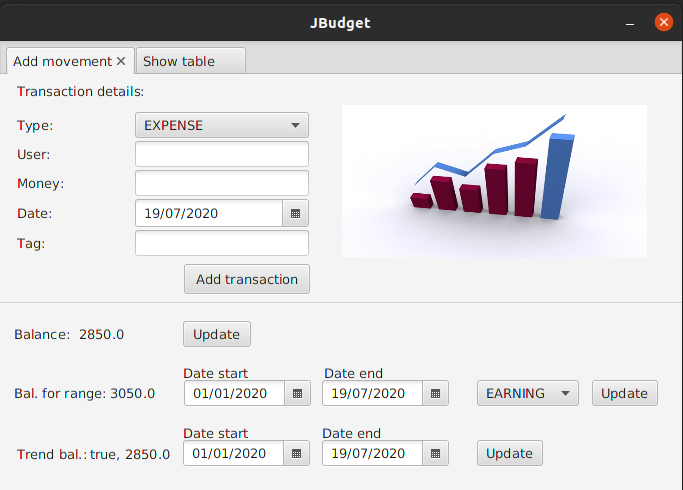 JBudget
Add movement Show table
Transaction details:
Type: EXPENSE
User:
Money:
Date: 19/07/2020
Tag:
Add transaction
Balance: 2850.0 Update
Date start Date end
Bal. for range: 3050.0 01/01/2020 19/07/2020 EARNING Update
Date start Date end
Trend bal.: true, 2850.0 01/01/2020 19/07/2020 Update